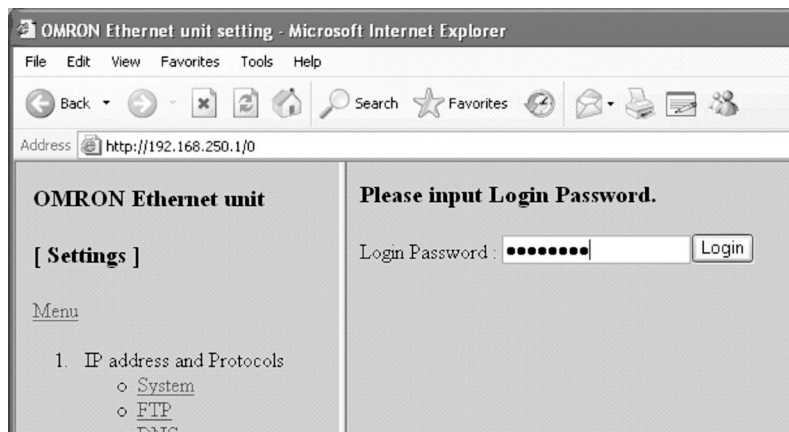 OMRON Ethernet unit setting - Microsoft Internet Explorer
File Edit View Favorites Tools Help
Back Search Favorites
Address http://192.168.250.1/0
OMRON Ethernet unit
[ Settings ]
Menu
1. IP address and Protocols
System
FTP
DNS
Please input Login Password.
Login Password : ●●●●●●●● Login